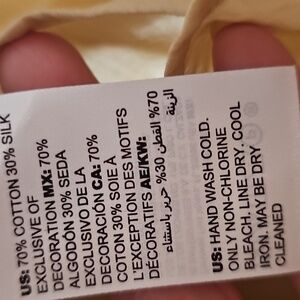 US: 70% COTTON 30% SILK
EXCLUSIVE OF
DECORATION MX: 70%
ALGODÓN 30% SEDA
EXCLUSIVO DE LA
DECORACIÓN CA: 70%
COTON 30% SOIE À
L'EXCEPTION DES MOTIFS
DÉCORATIFS AE/KW:
70% القطن 30% حرير باستثناء
الزينة
US: HAND WASH COLD.
ONLY NON-CHLORINE
BLEACH. LINE DRY. COOL
IRON. MAY BE DRY
CLEANED